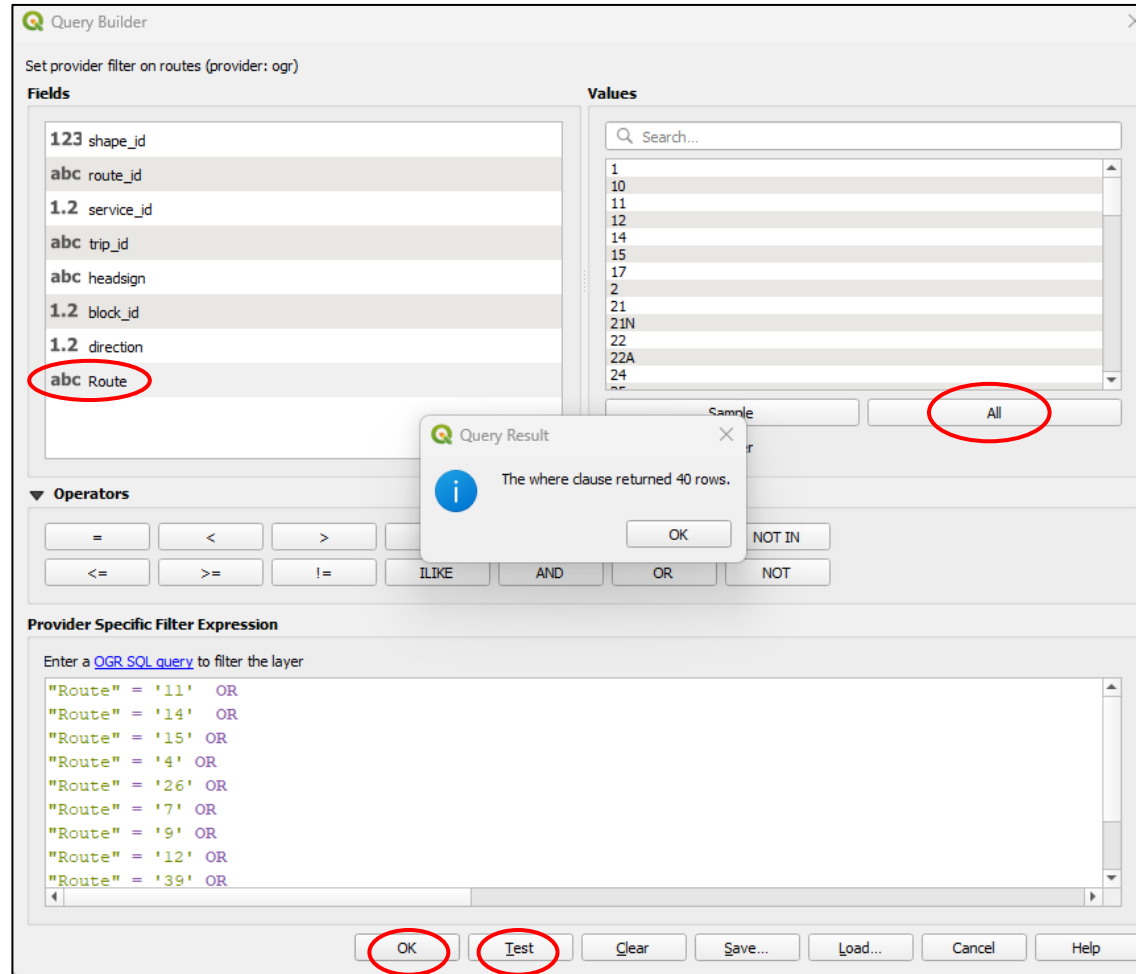 Query Builder
Set provider filter on routes (provider: ogr)
Fields
123 shape_id
abc route_id
1.2 service_id
abc trip_id
abc headsign
1.2 block_id
1.2 direction
abc Route
Values
Search...
1
10
11
12
14
15
17
2
21
21N
22
22A
24
Sample
All
Query Result
The where clause returned 40 rows.
OK
Operators
=
<
>
NOT IN
<=
>=
!=
ILIKE
AND
OR
NOT
Provider Specific Filter Expression
Enter a OGR SQL query to filter the layer
"Route" = '11' OR
"Route" = '14' OR
"Route" = '15' OR
"Route" = '4' OR
"Route" = '26' OR
"Route" = '7' OR
"Route" = '9' OR
"Route" = '12' OR
"Route" = '39' OR
OK
Test
Clear
Save...
Load...
Cancel
Help